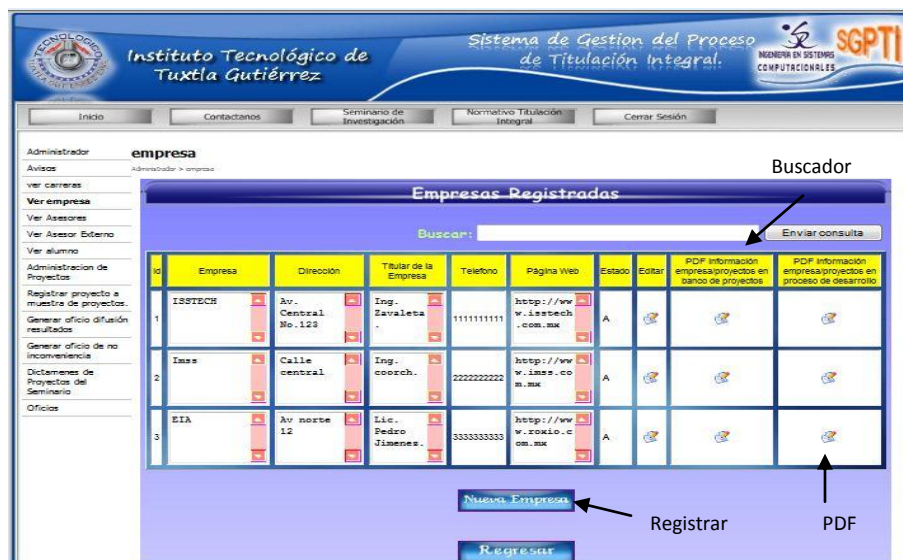 Instituto Tecnológico de
Tuxtla Gutiérrez
Sistema de Gestion del Proceso
de Titulación Integral.
INGENIERIA EN SISTEMAS
COMPUTACIONALES
SGPTI
Inicio
Contactanos
Seminario de
Investigación
Normativo Titulación
Integral
Cerrar Sesión
Administrador
Avisos
ver carreras
Ver empresa
Ver Asesores
Ver Asesor Externo
Ver alumno
Administracion de
Proyectos
Registrar proyecto a
muestra de proyectos.
Generar oficio difusión
resultados
Generar oficio de no
inconveniencia
Dictamenes de
Proyectos del
Seminario
Oficios
empresa
Administrador > empresa
Buscador
Empresas Registradas
Buscar:
Enviar consulta
Id
Empresa
Dirección
Titular de la
Empresa
Telefono
Página Web
Estado
Editar
PDF Información
empresa/proyectos en
banco de proyectos
PDF Información
empresa/proyectos en
proceso de desarrollo
1
ISSTECH
Av.
Central
No.123
Ing.
Zavaleta
.
1111111111
http://ww
w.isstech
.com.mx
A
2
Imss
Calle
central
Ing.
coorch.
2222222222
http://ww
w.imss.co
m.mx
A
3
EIA
Av norte
12
Lic.
Pedro
Jimenez.
3333333333
http://ww
w.roxio.c
om.mx
A
Nueva Empresa
Registrar
PDF
Regresar